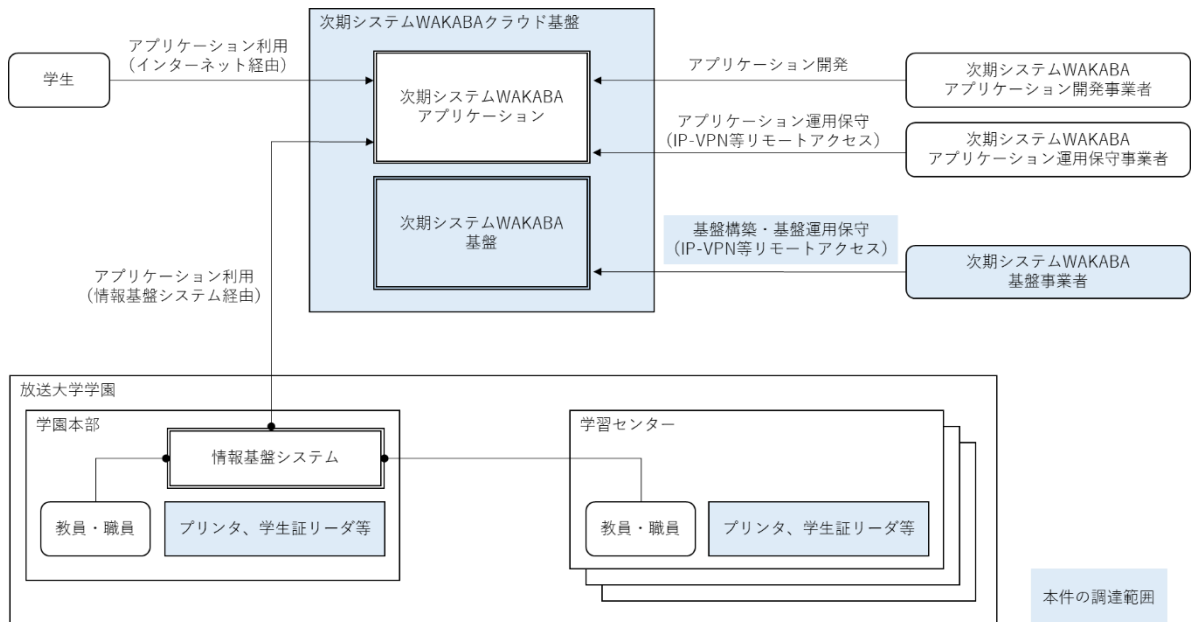 次期システムWAKABAクラウド基盤
学生
アプリケーション利用
（インターネット経由）
次期システムWAKABA
アプリケーション
アプリケーション開発
次期システムWAKABA
アプリケーション開発事業者
アプリケーション運用保守
（IP-VPN等リモートアクセス）
次期システムWAKABA
アプリケーション運用保守事業者
次期システムWAKABA
基盤
基盤構築・基盤運用保守
（IP-VPN等リモートアクセス）
次期システムWAKABA
基盤事業者
アプリケーション利用
（情報基盤システム経由）
放送大学学園
学園本部
情報基盤システム
教員・職員
プリンタ、学生証リーダ等
学習センター
教員・職員
プリンタ、学生証リーダ等
本件の調達範囲